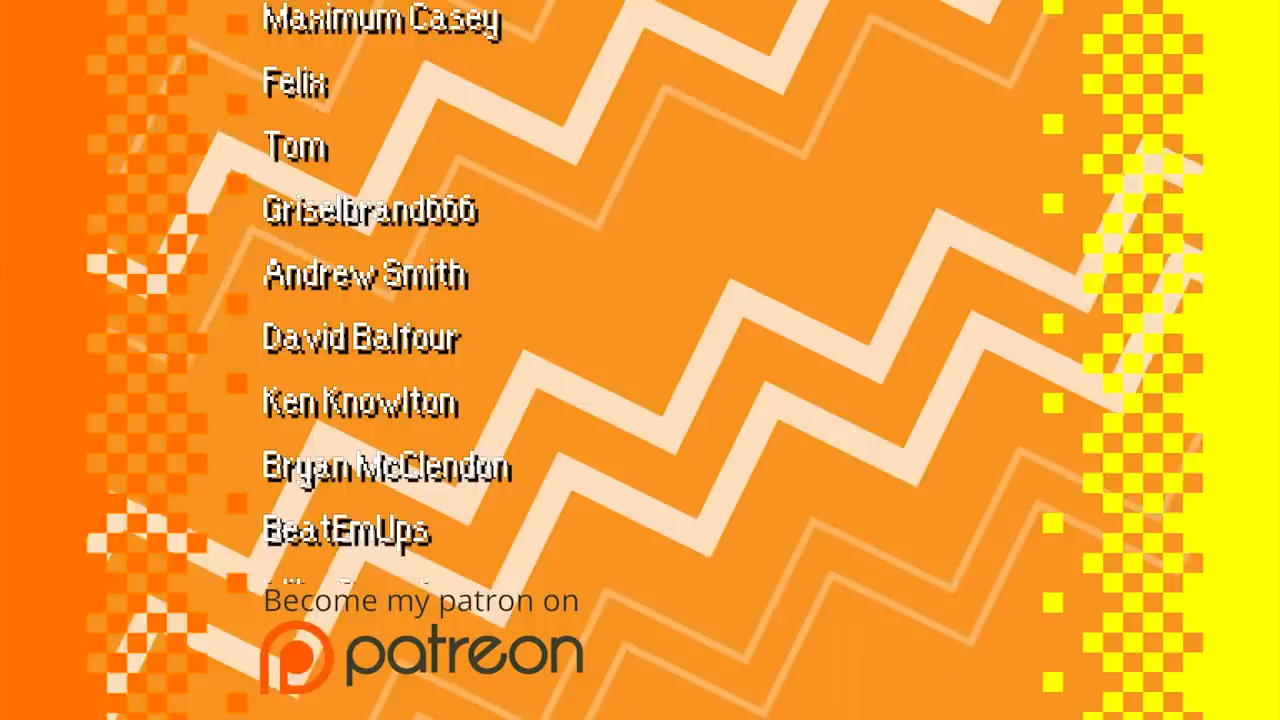 Maximum Casey
Felix
Tom
Griselbrand666
Andrew Smith
David Balfour
Ken Knowlton
Bryan McClendon
BeatEmUps
Become my patron on
patreon